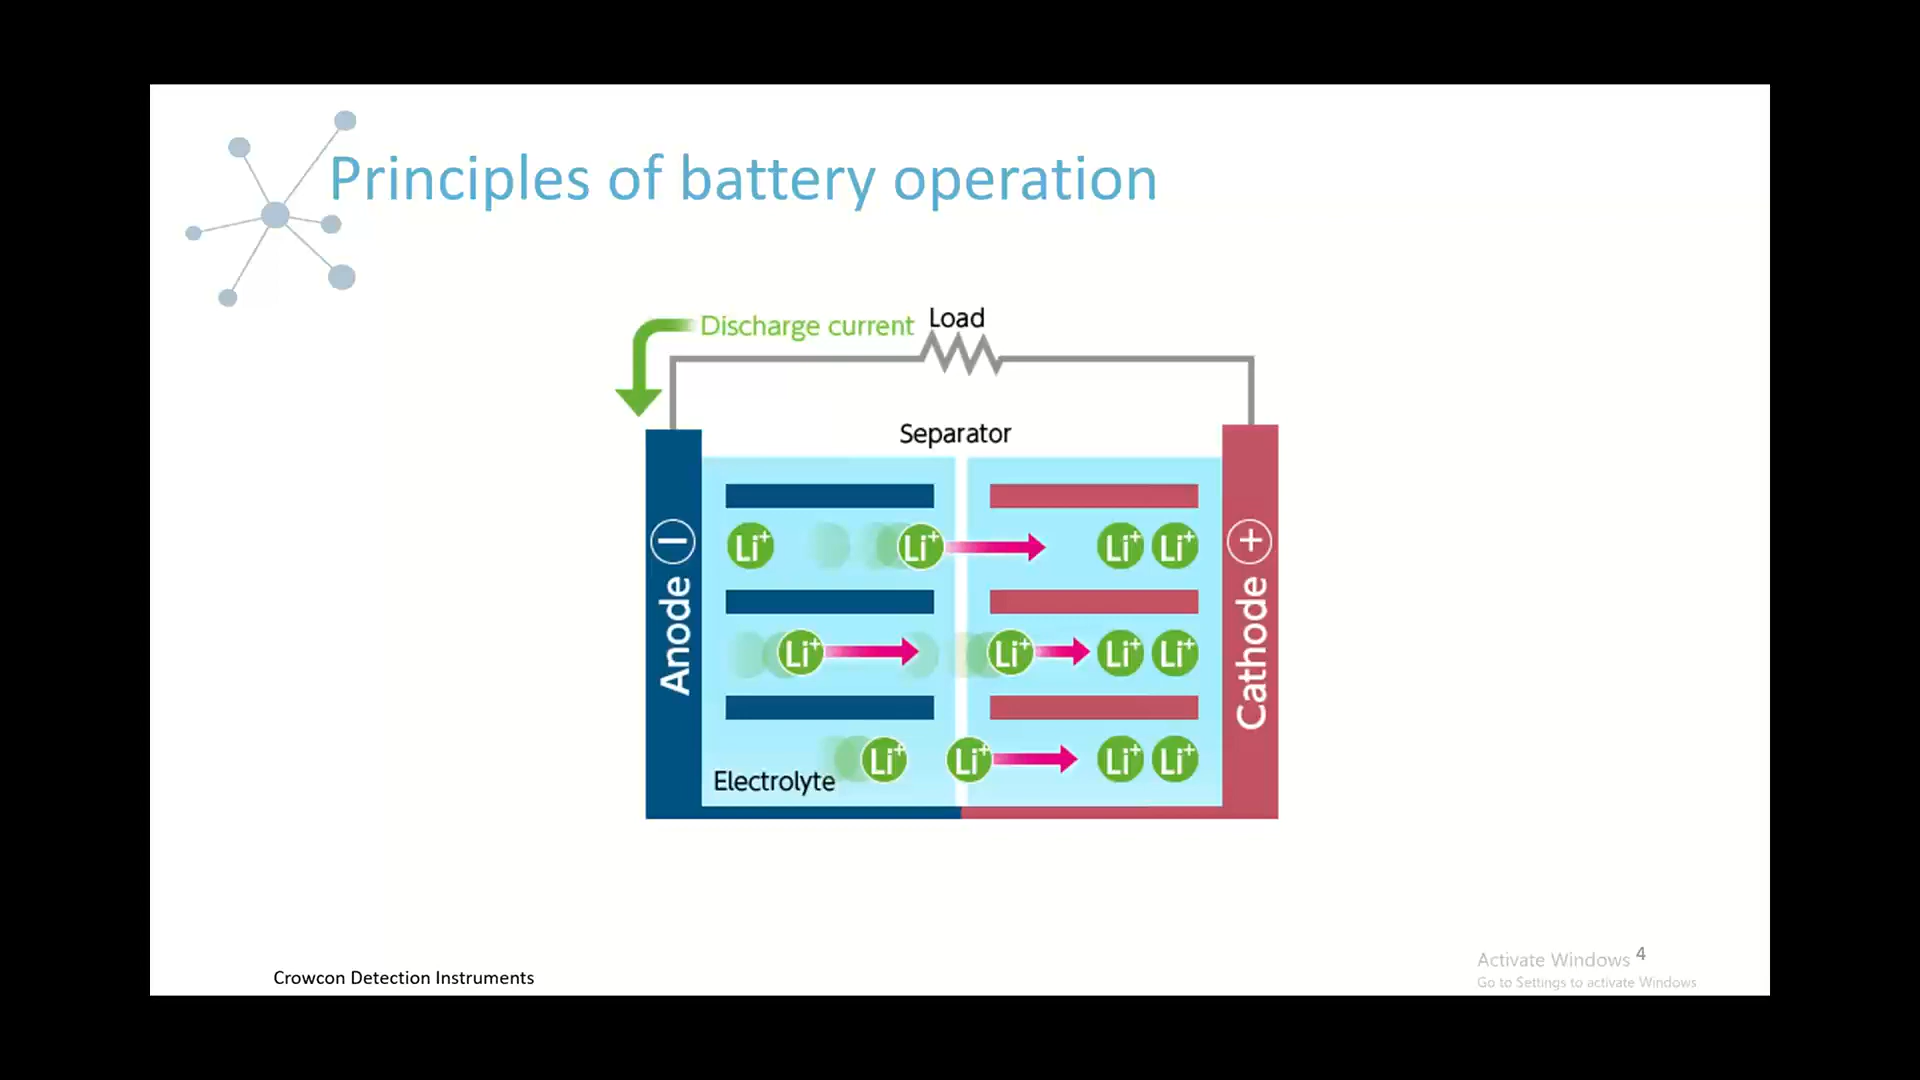 Principles of battery operation
Discharge current
Load
Separator
Anode −
Li⁺ Li⁺ Li⁺ Li⁺
Li⁺ Li⁺ Li⁺ Li⁺
Li⁺ Li⁺ Li⁺ Li⁺
Cathode +
Electrolyte
Crowcon Detection Instruments
4
Activate Windows
Go to Settings to activate Windows